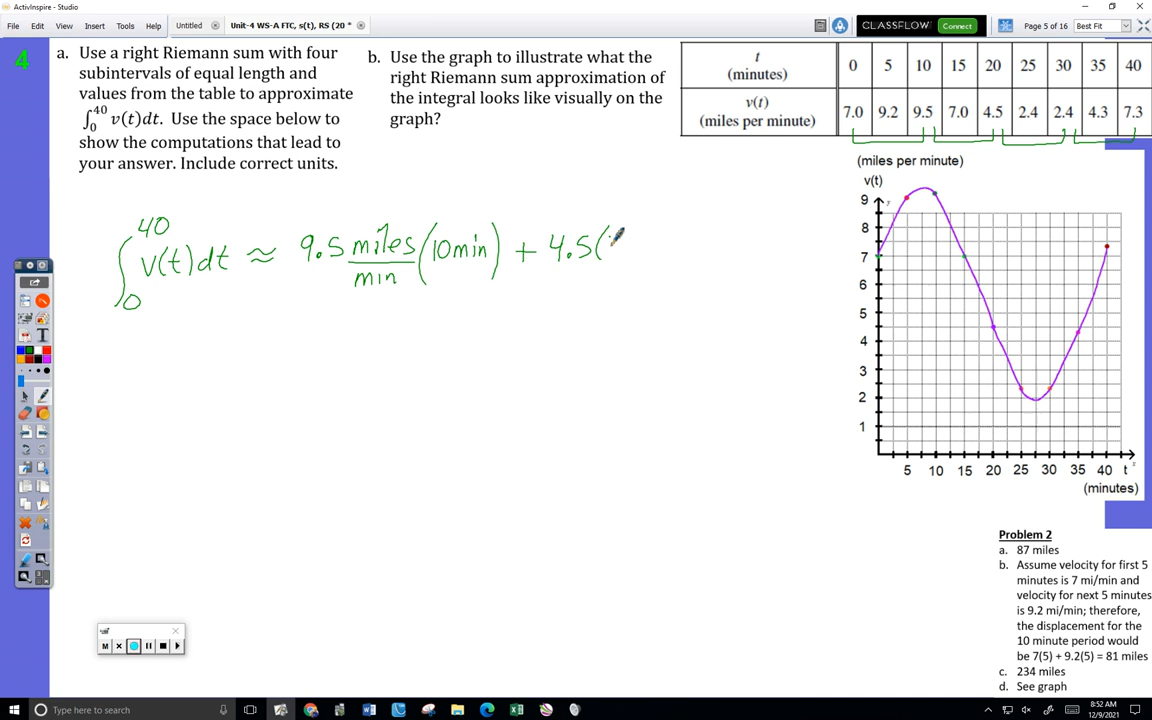 ActivInspire - Studio
File Edit View Insert Tools Help Untitled Unit-4 WS-A FTC, s(t), RS (20 * CLASSFLOW Connect Page 5 of 16 Best Fit
4
a. Use a right Riemann sum with four
subintervals of equal length and
values from the table to approximate
∫₀⁴⁰ v(t)dt. Use the space below to
show the computations that lead to
your answer. Include correct units.
b. Use the graph to illustrate what the
right Riemann sum approximation of
the integral looks like visually on the
graph?
t (minutes) 0 5 10 15 20 25 30 35 40
v(t) (miles per minute) 7.0 9.2 9.5 7.0 4.5 2.4 2.4 4.3 7.3
∫₀⁴⁰ v(t)dt ≈ 9.5 miles/min (10min) + 4.5(
(miles per minute)
v(t)
y
9
8
7
6
5
4
3
2
1
5 10 15 20 25 30 35 40 t x
(minutes)
Problem 2
a. 87 miles
b. Assume velocity for first 5
minutes is 7 mi/min and
velocity for next 5 minutes
is 9.2 mi/min; therefore,
the displacement for the
10 minute period would
be 7(5) + 9.2(5) = 81 miles
c. 234 miles
d. See graph
M
Type here to search
8:52 AM
12/9/2021